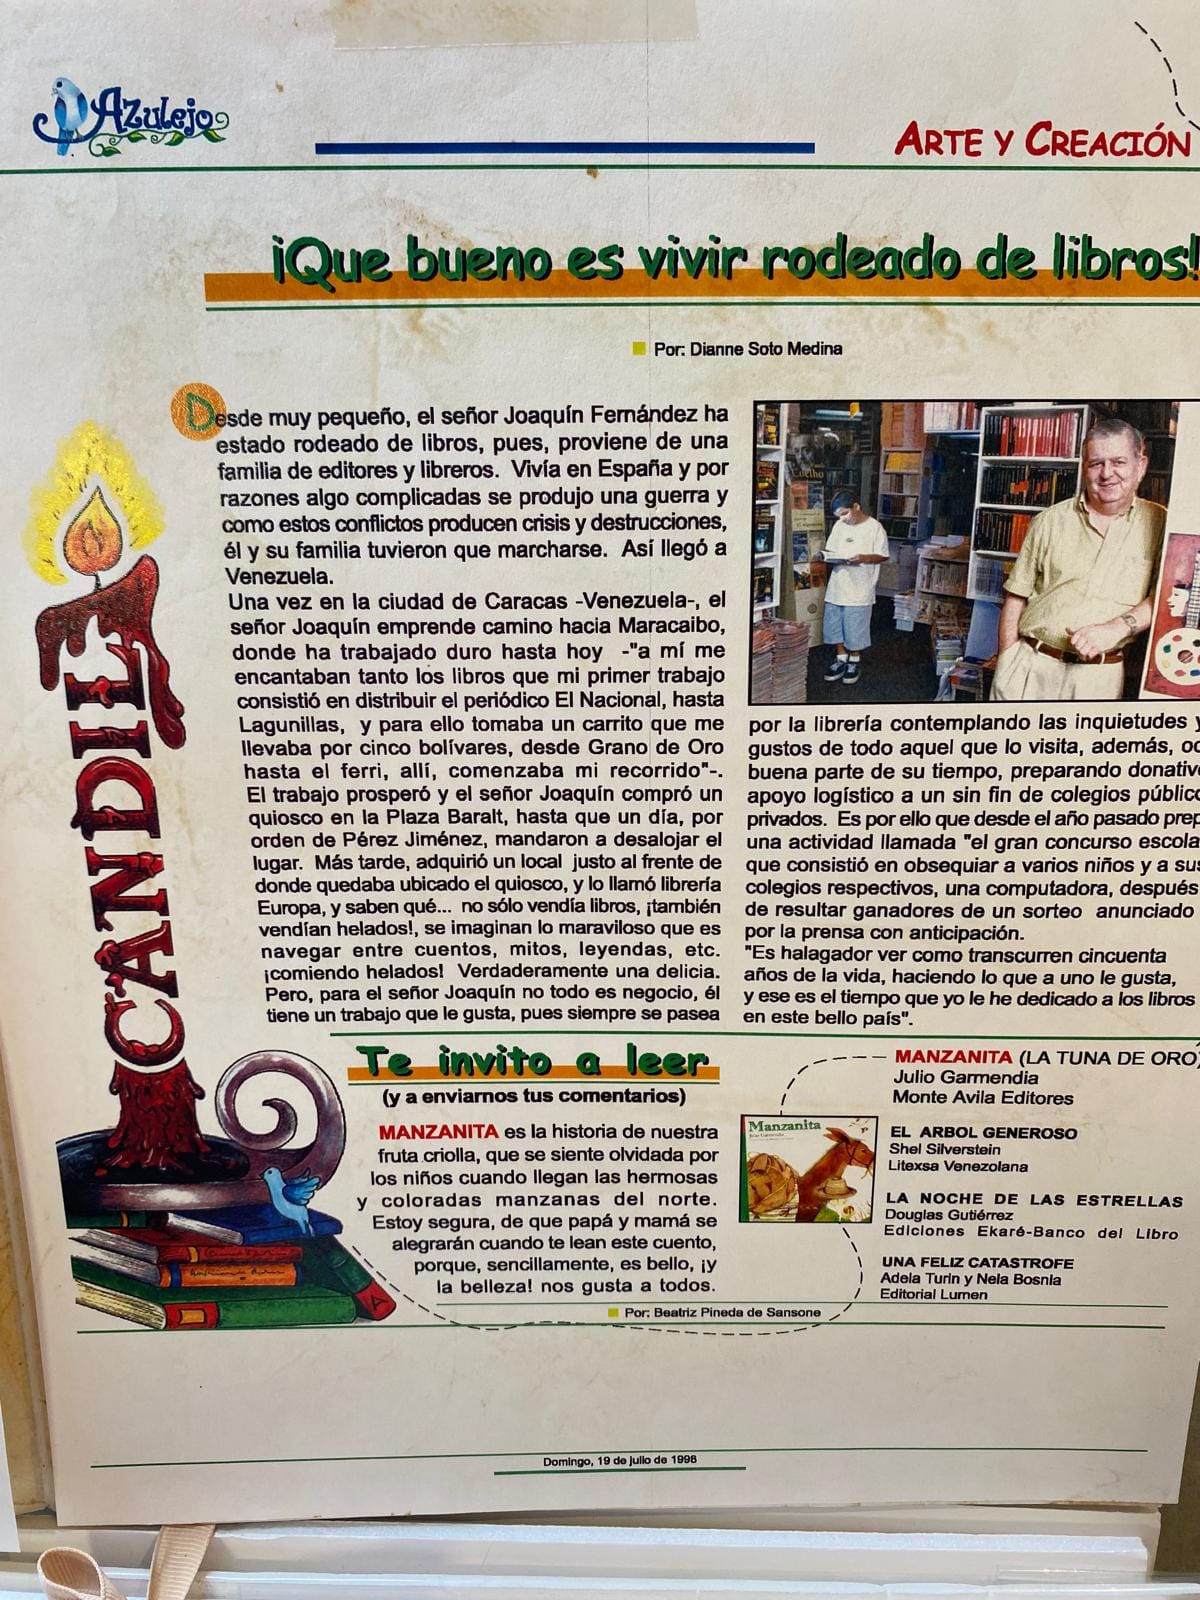 Azulejo
ARTE Y CREACIÓN
¡Que bueno es vivir rodeado de libros!
Por: Dianne Soto Medina
CANDIL
Desde muy pequeño, el señor Joaquín Fernández ha
estado rodeado de libros, pues, proviene de una
familia de editores y libreros. Vivía en España y por
razones algo complicadas se produjo una guerra y
como estos conflictos producen crisis y destrucciones,
él y su familia tuvieron que marcharse. Así llegó a
Venezuela.
Una vez en la ciudad de Caracas -Venezuela-, el
señor Joaquín emprende camino hacia Maracaibo,
donde ha trabajado duro hasta hoy -"a mí me
encantaban tanto los libros que mi primer trabajo
consistió en distribuir el periódico El Nacional, hasta
Lagunillas, y para ello tomaba un carrito que me
llevaba por cinco bolívares, desde Grano de Oro
hasta el ferri, allí, comenzaba mi recorrido"-.
El trabajo prosperó y el señor Joaquín compró un
quiosco en la Plaza Baralt, hasta que un día, por
orden de Pérez Jiménez, mandaron a desalojar el
lugar. Más tarde, adquirió un local justo al frente de
donde quedaba ubicado el quiosco, y lo llamó librería
Europa, y saben qué... no sólo vendía libros, ¡también
vendían helados!, se imaginan lo maravilloso que es
navegar entre cuentos, mitos, leyendas, etc.
¡comiendo helados! Verdaderamente una delicia.
Pero, para el señor Joaquín no todo es negocio, él
tiene un trabajo que le gusta, pues siempre se pasea
Coelho
por la librería contemplando las inquietudes y
gustos de todo aquel que lo visita, además,
buena parte de su tiempo, preparando
apoyo logístico a un sin fin de colegios
privados. Es por ello que desde el año pasado
una actividad llamada "el gran concurso
que consistió en obsequiar a varios niños y a
colegios respectivos, una computadora, después
de resultar ganadores de un sorteo anunciado
por la prensa con anticipación.
"Es halagador ver como transcurren cincuenta
años de la vida, haciendo lo que a uno le gusta,
y ese es el tiempo que yo le he dedicado a los libros
en este bello país".
Te invito a leer
(y a enviarnos tus comentarios)
MANZANITA es la historia de nuestra
fruta criolla, que se siente olvidada por
los niños cuando llegan las hermosas
y coloradas manzanas del norte.
Estoy segura, de que papá y mamá se
alegrarán cuando te lean este cuento,
porque, sencillamente, es bello, ¡y
la belleza! nos gusta a todos.
Por: Beatriz Pineda de Sansone
Manzanita
MANZANITA (LA TUNA DE ORO)
Julio Garmendia
Monte Avila Editores
EL ARBOL GENEROSO
Shel Silverstein
Litexsa Venezolana
LA NOCHE DE LAS ESTRELLAS
Douglas Gutiérrez
Ediciones Ekaré-Banco del Libro
UNA FELIZ CATASTROFE
Adela Turin y Nela Bosnia
Editorial Lumen
A
Domingo, 19 de julio de 1998